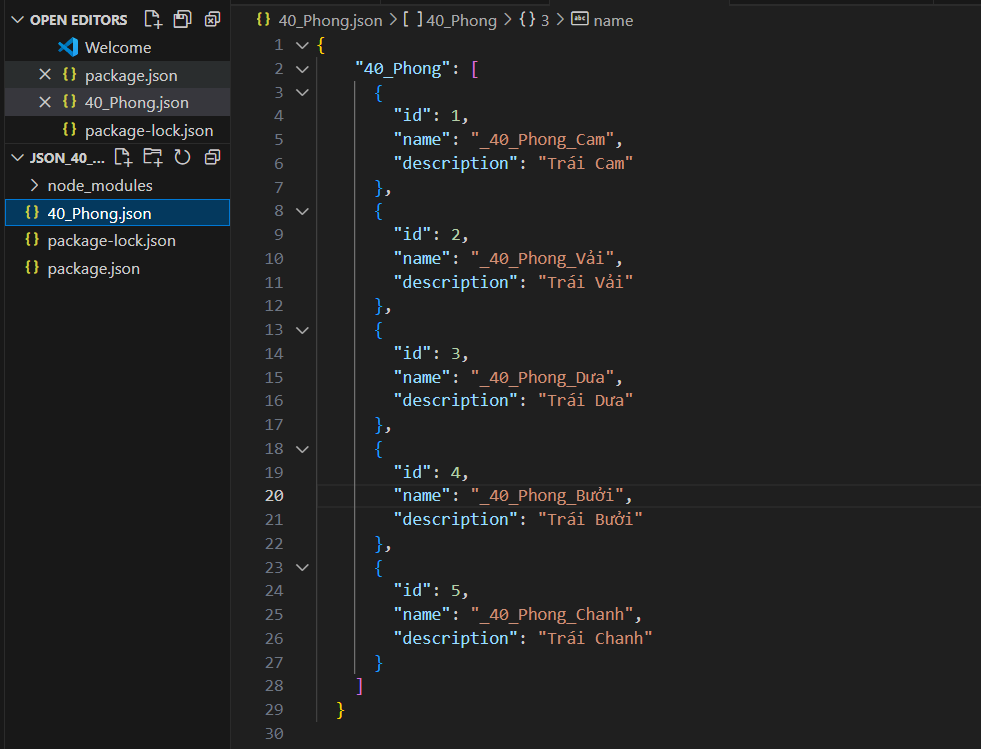 OPEN EDITORS
Welcome
package.json
40_Phong.json
package-lock.json
JSON_40_...
node_modules
40_Phong.json
package-lock.json
package.json
{} 40_Phong.json > [ ] 40_Phong > {} 3 > abc name
1 {
2 "40_Phong": [
3 {
4 "id": 1,
5 "name": "_40_Phong_Cam",
6 "description": "Trái Cam"
7 },
8 {
9 "id": 2,
10 "name": "_40_Phong_Vải",
11 "description": "Trái Vải"
12 },
13 {
14 "id": 3,
15 "name": "_40_Phong_Dưa",
16 "description": "Trái Dưa"
17 },
18 {
19 "id": 4,
20 "name": "_40_Phong_Bưởi",
21 "description": "Trái Bưởi"
22 },
23 {
24 "id": 5,
25 "name": "_40_Phong_Chanh",
26 "description": "Trái Chanh"
27 }
28 ]
29 }
30